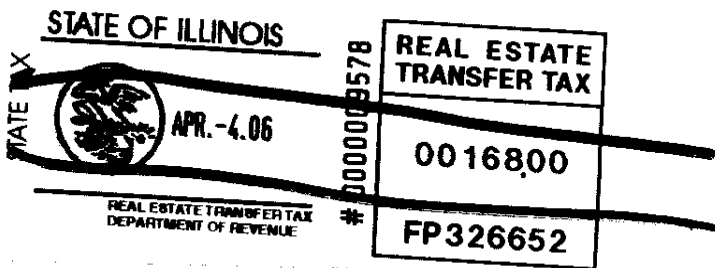 STATE OF ILLINOIS
STATE TAX
APR.-4.06
REAL ESTATE TRANSFER TAX
DEPARTMENT OF REVENUE
# 0000009578
REAL ESTATE
TRANSFER TAX
0016800
FP326652